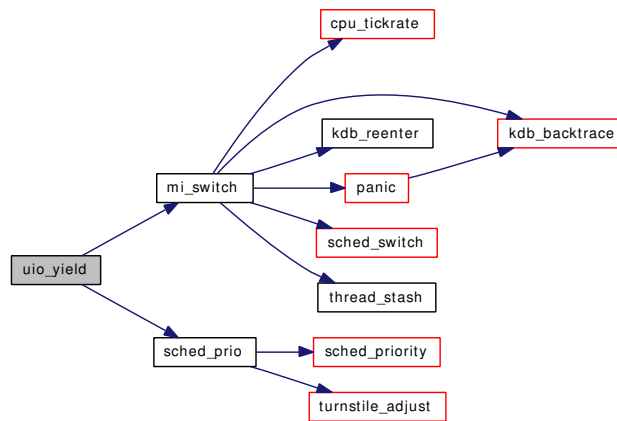 cpu_tickrate
kdb_reenter
kdb_backtrace
mi_switch
panic
sched_switch
uio_yield
thread_stash
sched_prio
sched_priority
turnstile_adjust